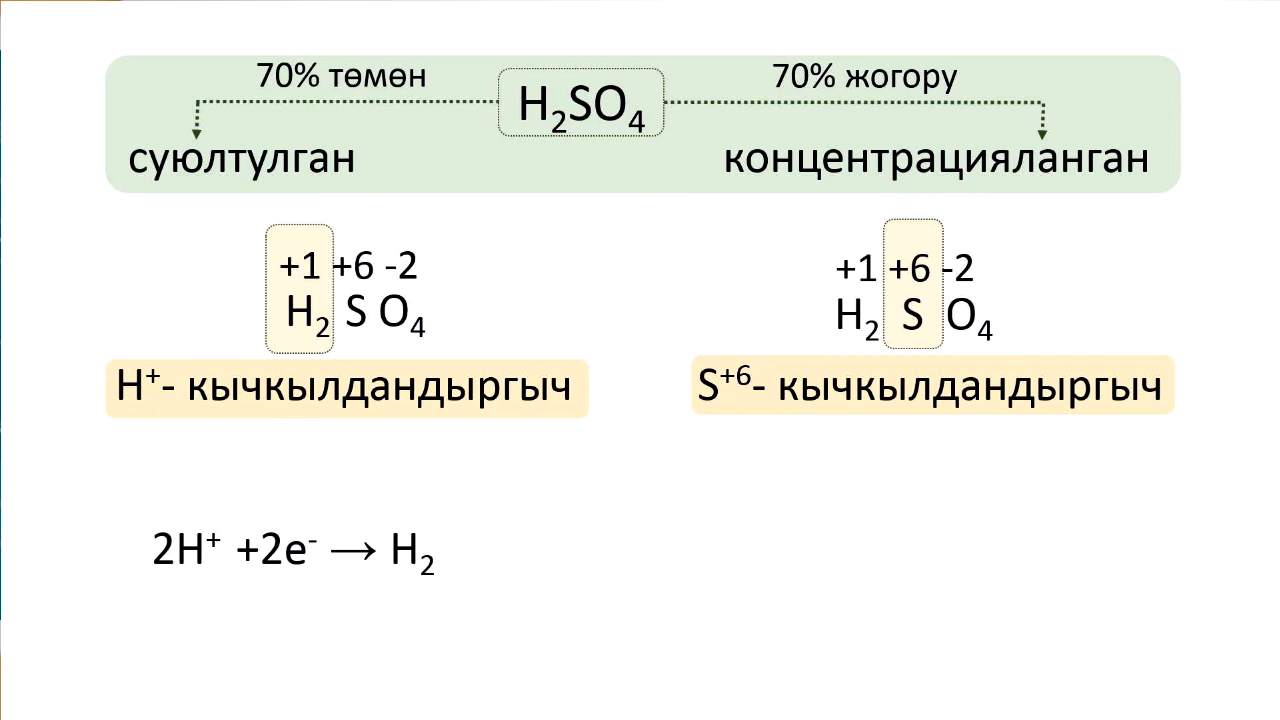 70% төмөн
H₂SO₄
70% жогору
суюлтулган
концентрацияланган
+1 +6 -2
H₂ S O₄
+1 +6 -2
H₂ S O₄
H⁺- кычкылдандыргыч
S⁺⁶- кычкылдандыргыч
2H⁺ +2e⁻ → H₂